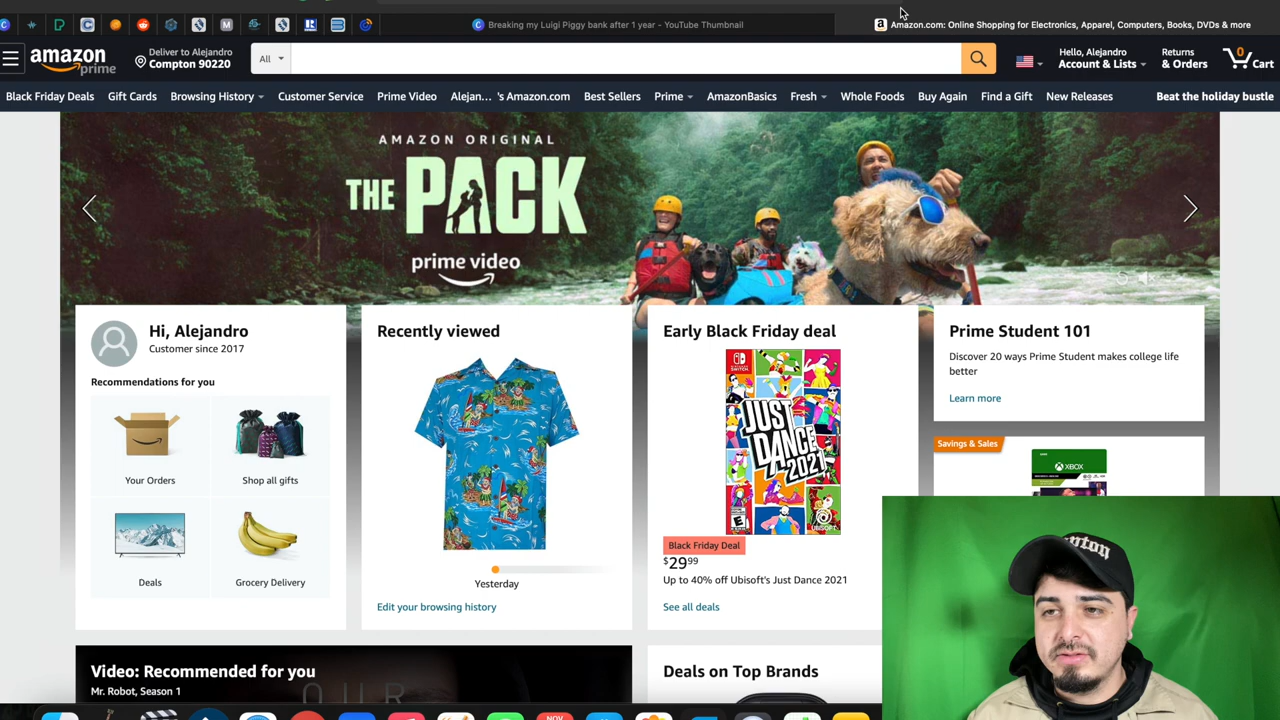 Breaking my Luigi Piggy bank after 1 year - YouTube Thumbnail
Amazon.com: Online Shopping for Electronics, Apparel, Computers, Books, DVDs & more
amazon prime
Deliver to Alejandro
Compton 90220
All
Hello, Alejandro
Account & Lists
Returns
& Orders
0
Cart
Black Friday Deals Gift Cards Browsing History Customer Service Prime Video Alejan... 's Amazon.com Best Sellers Prime AmazonBasics Fresh Whole Foods Buy Again Find a Gift New Releases Beat the holiday bustle
AMAZON ORIGINAL
THE PACK
prime video
Hi, Alejandro
Customer since 2017
Recommendations for you
Your Orders
Shop all gifts
Deals
Grocery Delivery
Recently viewed
Yesterday
Edit your browsing history
Early Black Friday deal
JUST
DANCE
2021
E
UBISOFT
Black Friday Deal
$2999
Up to 40% off Ubisoft's Just Dance 2021
See all deals
Prime Student 101
Discover 20 ways Prime Student makes college life
better
Learn more
Savings & Sales
XBOX
Video: Recommended for you
Mr. Robot, Season 1
OUR
Deals on Top Brands
NOV